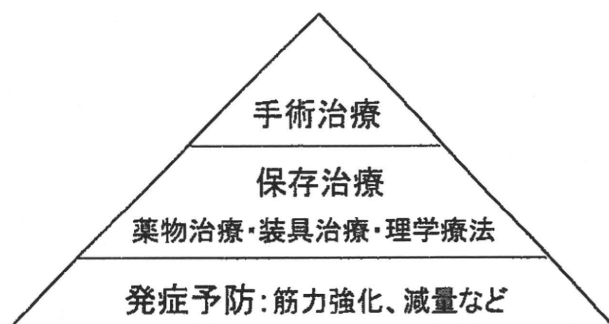 手術治療
保存治療
薬物治療・装具治療・理学療法
発症予防：筋力強化、減量など